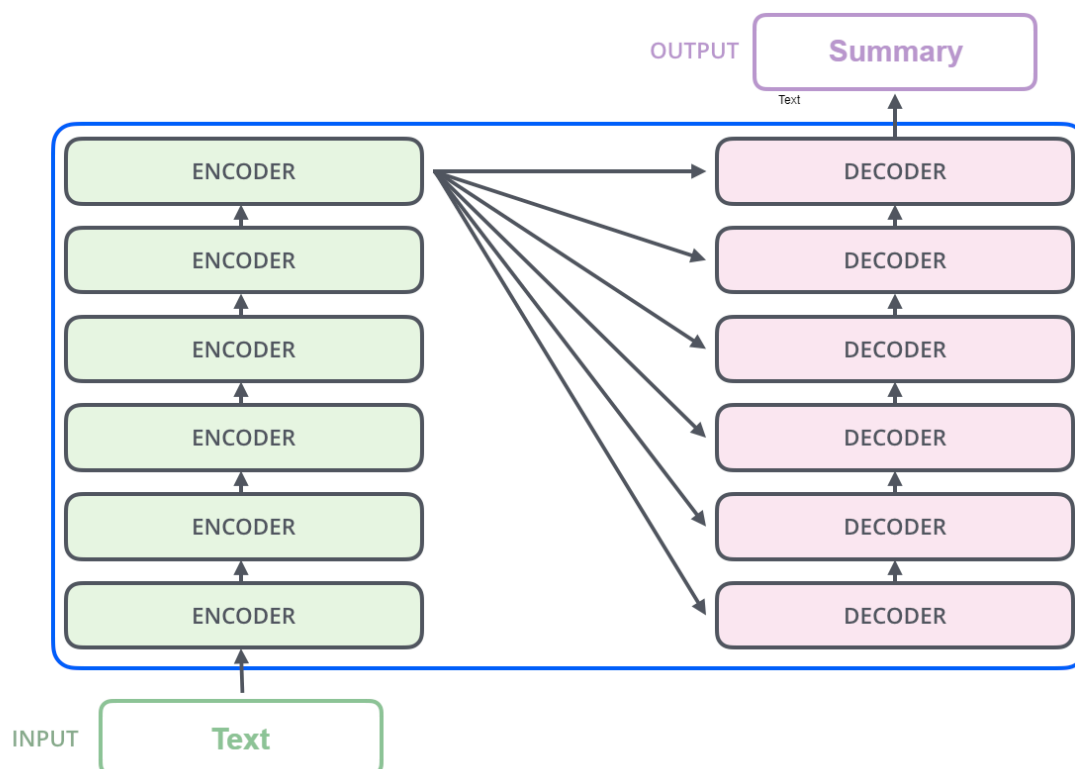 OUTPUT
Summary
Text
ENCODER
DECODER
ENCODER
DECODER
ENCODER
DECODER
ENCODER
DECODER
ENCODER
DECODER
ENCODER
DECODER
INPUT
Text